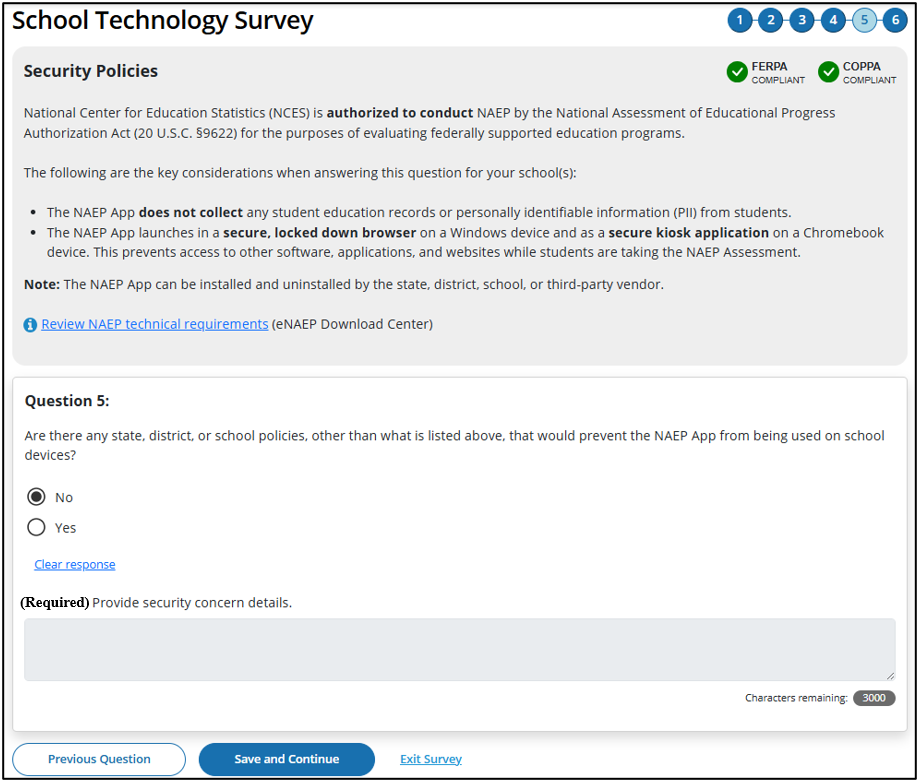 School Technology Survey
1 2 3 4 5 6
Security Policies
FERPA
COMPLIANT
COPPA
COMPLIANT
National Center for Education Statistics (NCES) is authorized to conduct NAEP by the National Assessment of Educational Progress
Authorization Act (20 U.S.C. §9622) for the purposes of evaluating federally supported education programs.
The following are the key considerations when answering this question for your school(s):
• The NAEP App does not collect any student education records or personally identifiable information (PII) from students.
• The NAEP App launches in a secure, locked down browser on a Windows device and as a secure kiosk application on a Chromebook
device. This prevents access to other software, applications, and websites while students are taking the NAEP Assessment.
Note: The NAEP App can be installed and uninstalled by the state, district, school, or third-party vendor.
Review NAEP technical requirements (eNAEP Download Center)
Question 5:
Are there any state, district, or school policies, other than what is listed above, that would prevent the NAEP App from being used on school
devices?
No
Yes
Clear response
(Required) Provide security concern details.
Characters remaining: 3000
Previous Question Save and Continue Exit Survey